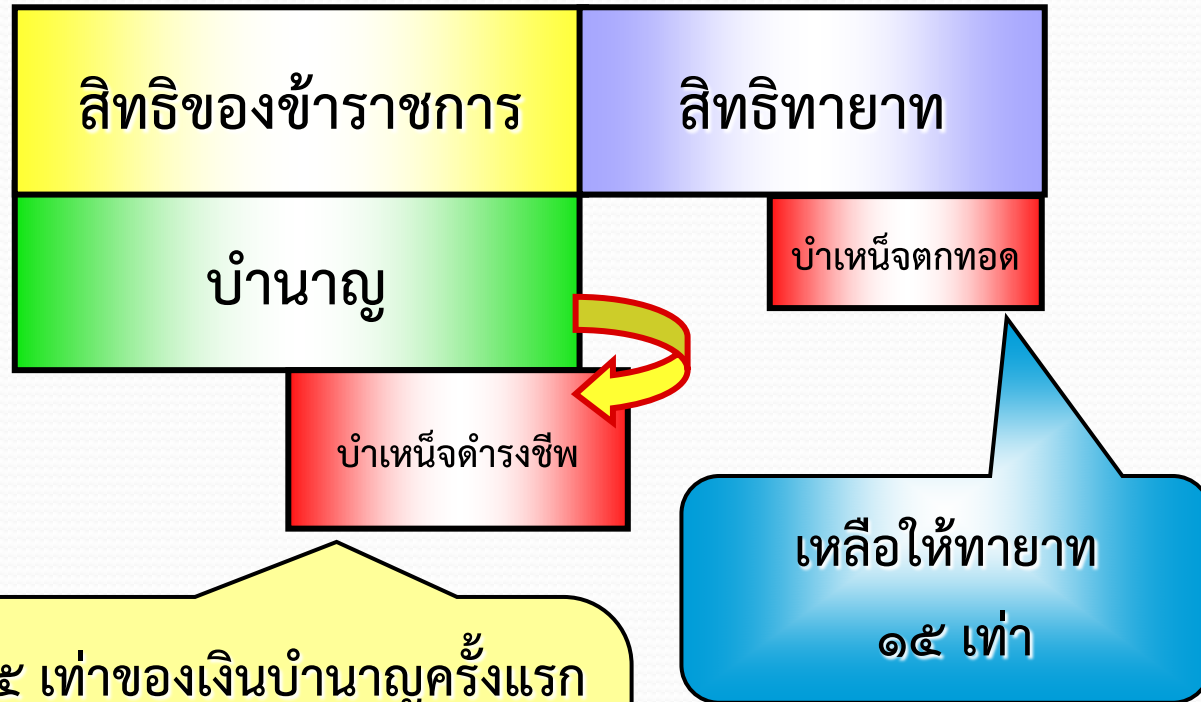 สิทธิของข้าราชการ
สิทธิทายาท
บำนาญ
บำเหน็จตกทอด
บำเหน็จดำรงชีพ
เหลือให้ทายาท
๑๕ เท่า
เท่าของเงินบำนาญครั้งแรก